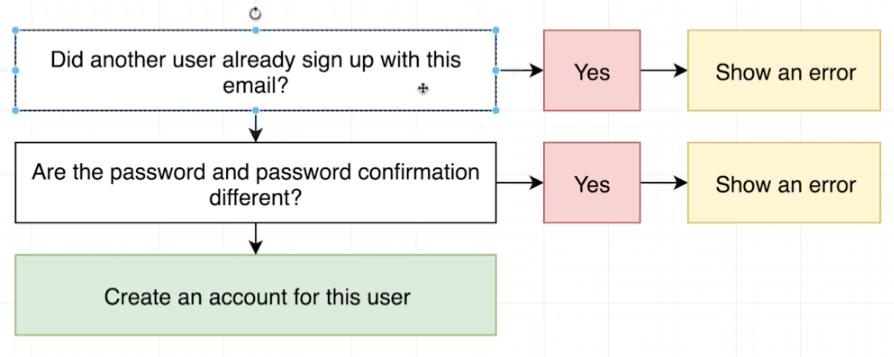 Did another user already sign up with this
email?
Yes
Show an error
Are the password and password confirmation
different?
Yes
Show an error
Create an account for this user